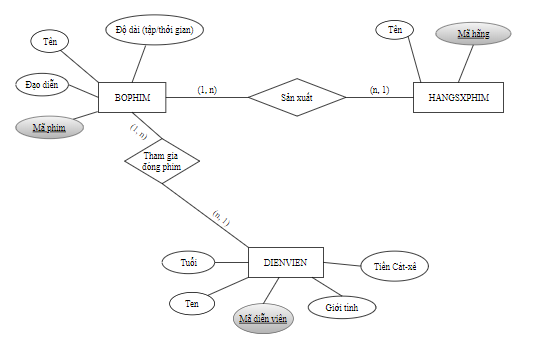 Độ dài (tập/thời gian)
Tên
Tên
Mã hãng
Đạo diễn
BOPHIM
(1, n)
Sản xuất
(n, 1)
HANGSXPHIM
Mã phim
(1, n)
Tham gia
đóng phim
(n, 1)
Tuổi
DIENVIEN
Tiền Cát-xê
Ten
Mã diễn viên
Giới tính